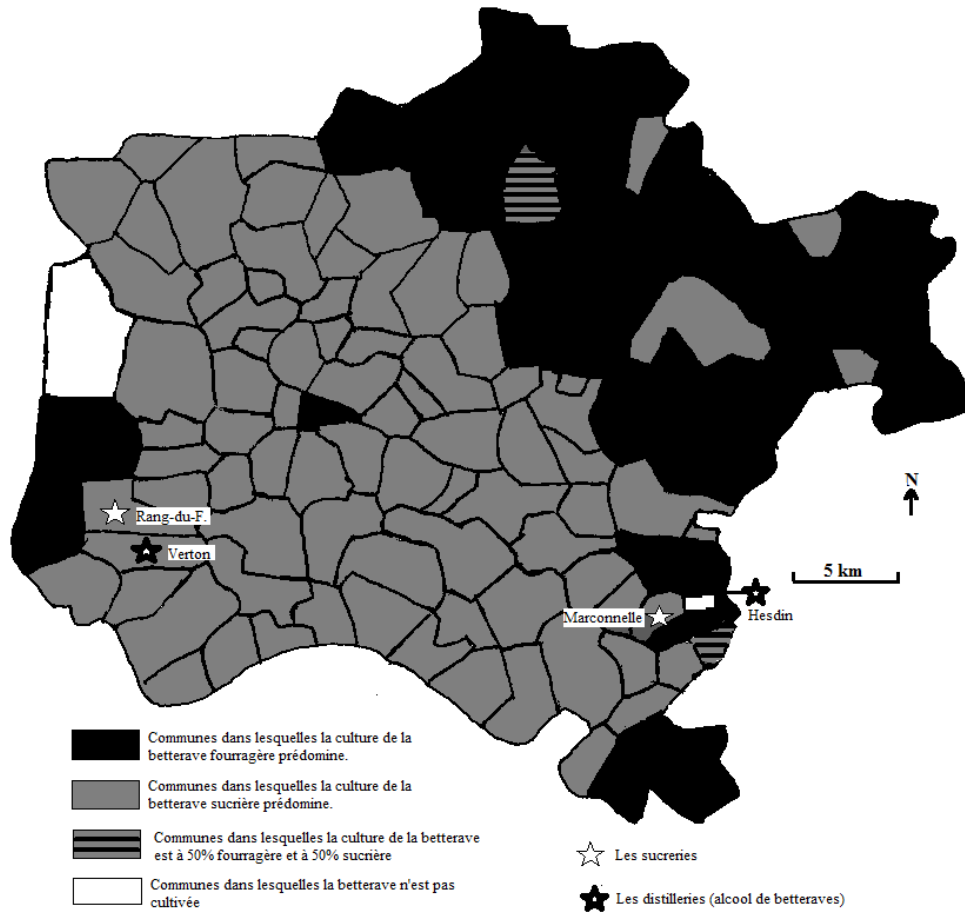 N
Rang-du-F.
Verton
5 km
Marconnelle
Hesdin
Communes dans lesquelles la culture de la
betterave fourragère prédomine.
Communes dans lesquelles la culture de la
betterave sucrière prédomine.
Communes dans lesquelles la culture de la betterave
est à 50% fourragère et à 50% sucrière
Les sucreries
Communes dans lesquelles la betterave n'est pas
cultivée
Les distilleries (alcool de betteraves)